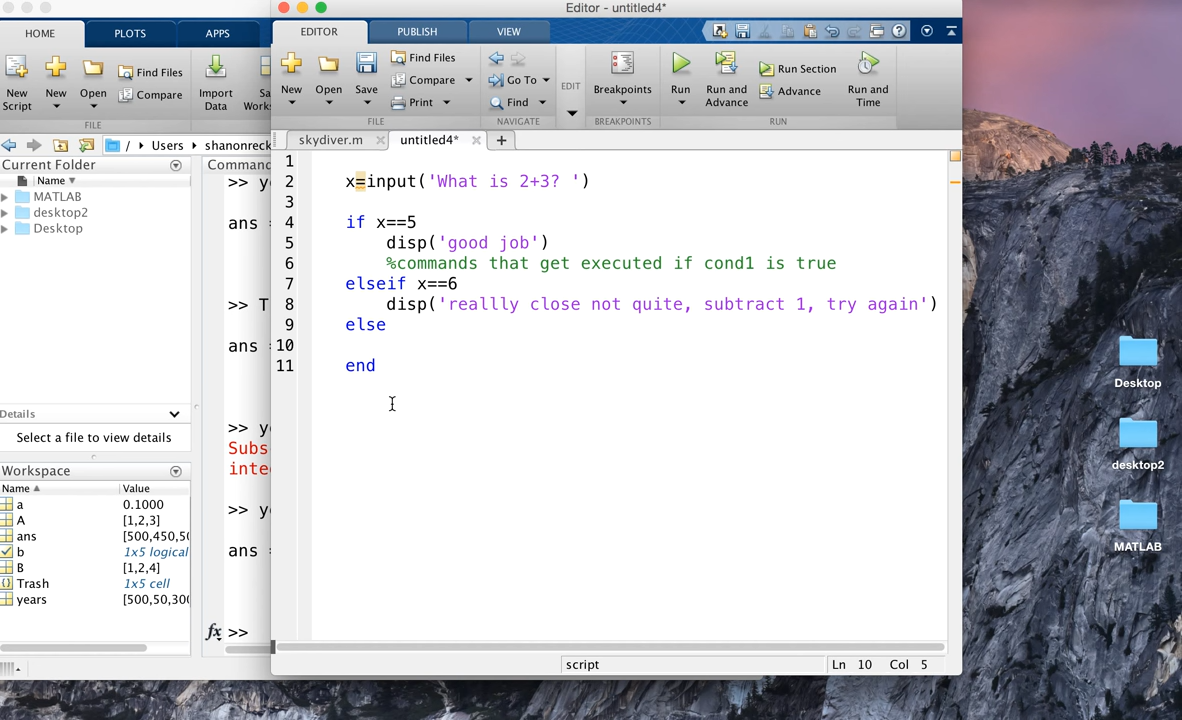 Editor - untitled4*
HOME PLOTS APPS EDITOR PUBLISH VIEW
New Script
New
Open
Find Files
Compare
Import Data
FILE
New
Open
Save
Find Files
Compare
Print
FILE
Go To
Find
NAVIGATE
EDIT
Breakpoints
BREAKPOINTS
Run
Run and Advance
Run Section
Advance
Run and Time
RUN
/ Users shanonreck
skydiver.m untitled4*
Current Folder
Name
MATLAB
desktop2
Desktop
Details
Select a file to view details
Workspace
Name Value
a 0.1000
A [1,2,3]
ans [500,450,50
b 1x5 logical
B [1,2,4]
Trash 1x5 cell
years [500,50,300
Comman
>> y
ans
>> T
ans =
>> y
Subs
inte
>> y
ans =
fx >>
1
2 x=input('What is 2+3? ')
3
4 if x==5
5 disp('good job')
6 %commands that get executed if cond1 is true
7 elseif x==6
8 disp('reallly close not quite, subtract 1, try again')
9 else
10
11 end
script
Ln 10 Col 5
Desktop
desktop2
MATLAB